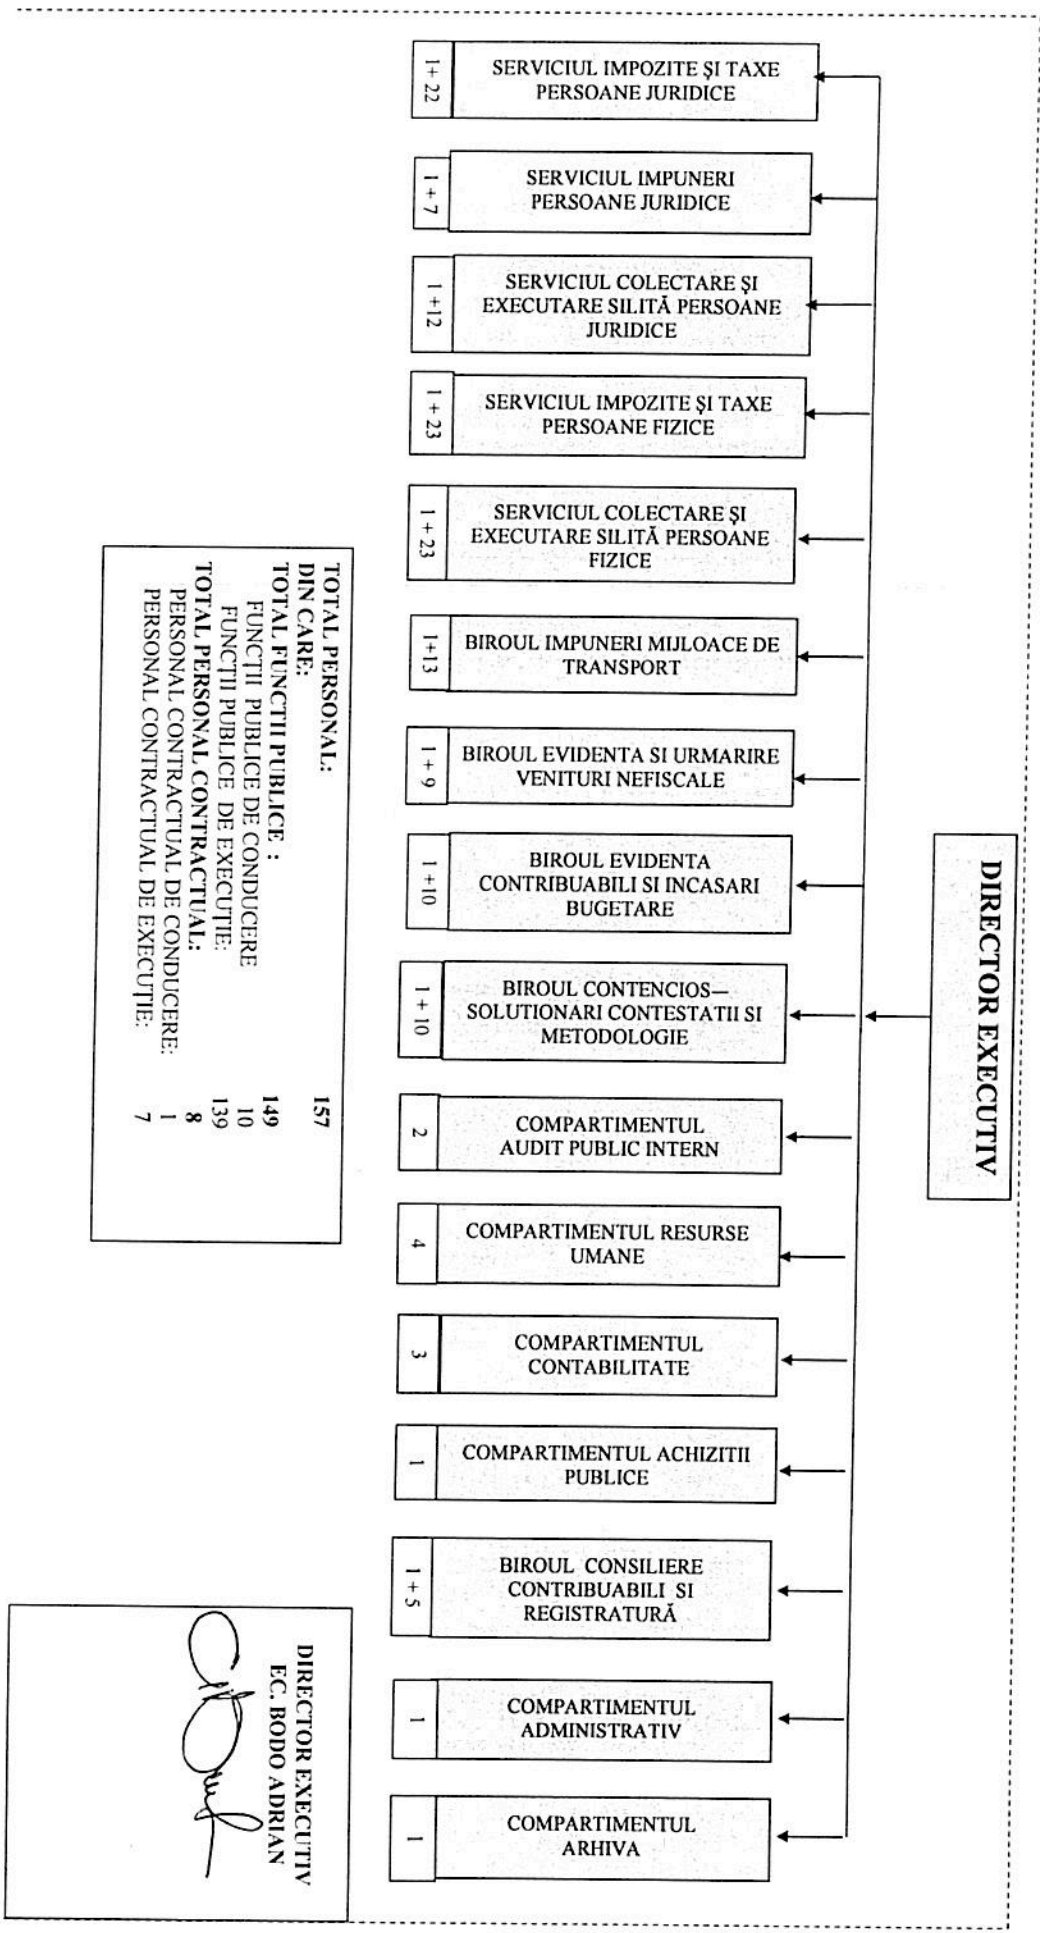 DIRECTOR EXECUTIV
SERVICIUL IMPOZITE ŞI TAXE
PERSOANE JURIDICE
1+ 22
SERVICIUL IMPUNERI
PERSOANE JURIDICE
1 + 7
SERVICIUL COLECTARE ŞI
EXECUTARE SILITĂ PERSOANE
JURIDICE
1 +12
SERVICIUL IMPOZITE ŞI TAXE
PERSOANE FIZICE
1 + 23
SERVICIUL COLECTARE ŞI
EXECUTARE SILITĂ PERSOANE
FIZICE
1 + 23
BIROUL IMPUNERI MIJLOACE DE
TRANSPORT
1+13
BIROUL EVIDENTA SI URMARIRE
VENITURI NEFISCALE
1 + 9
BIROUL EVIDENTA
CONTRIBUABILI SI INCASARI
BUGETARE
1 +10
BIROUL CONTENCIOS—
SOLUTIONARI CONTESTATII SI
METODOLOGIE
1 + 10
COMPARTIMENTUL
AUDIT PUBLIC INTERN
2
COMPARTIMENTUL RESURSE
UMANE
4
COMPARTIMENTUL
CONTABILITATE
3
COMPARTIMENTUL ACHIZITII
PUBLICE
1
BIROUL CONSILIERE
CONTRIBUABILI SI
REGISTRATURĂ
1 + 5
COMPARTIMENTUL
ADMINISTRATIV
1
COMPARTIMENTUL
ARHIVA
1
TOTAL PERSONAL: 157
DIN CARE:
TOTAL FUNCTII PUBLICE : 149
FUNCŢII PUBLICE DE CONDUCERE 10
FUNCŢII PUBLICE DE EXECUŢIE: 139
TOTAL PERSONAL CONTRACTUAL: 8
PERSONAL CONTRACTUAL DE CONDUCERE: 1
PERSONAL CONTRACTUAL DE EXECUŢIE: 7
DIRECTOR EXECUTIV
EC. BODO ADRIAN